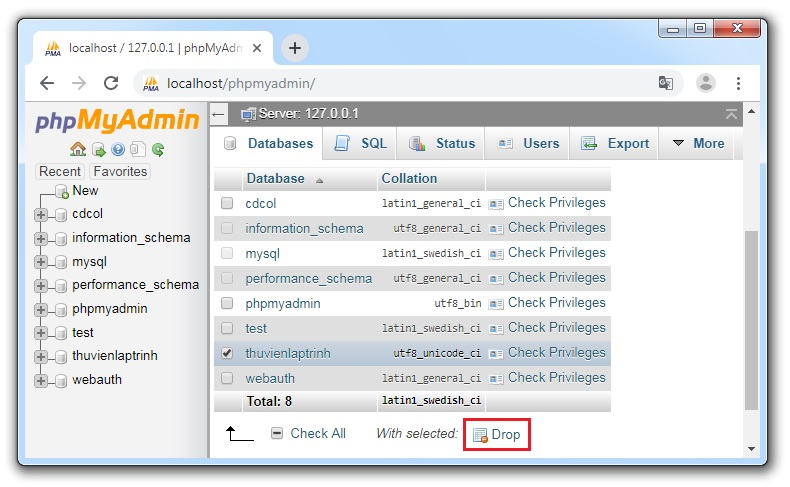 localhost / 127.0.0.1 | phpMyAdm
localhost/phpmyadmin/
phpMyAdmin
Recent Favorites
New
cdcol
information_schema
mysql
performance_schema
phpmyadmin
test
thuvienlaptrinh
webauth
Server: 127.0.0.1
Databases SQL Status Users Export More
Database Collation
cdcol latin1_general_ci Check Privileges
information_schema utf8_general_ci Check Privileges
mysql latin1_swedish_ci Check Privileges
performance_schema utf8_general_ci Check Privileges
phpmyadmin utf8_bin Check Privileges
test latin1_swedish_ci Check Privileges
thuvienlaptrinh utf8_unicode_ci Check Privileges
webauth latin1_general_ci Check Privileges
Total: 8 latin1_swedish_ci
Check All With selected: Drop